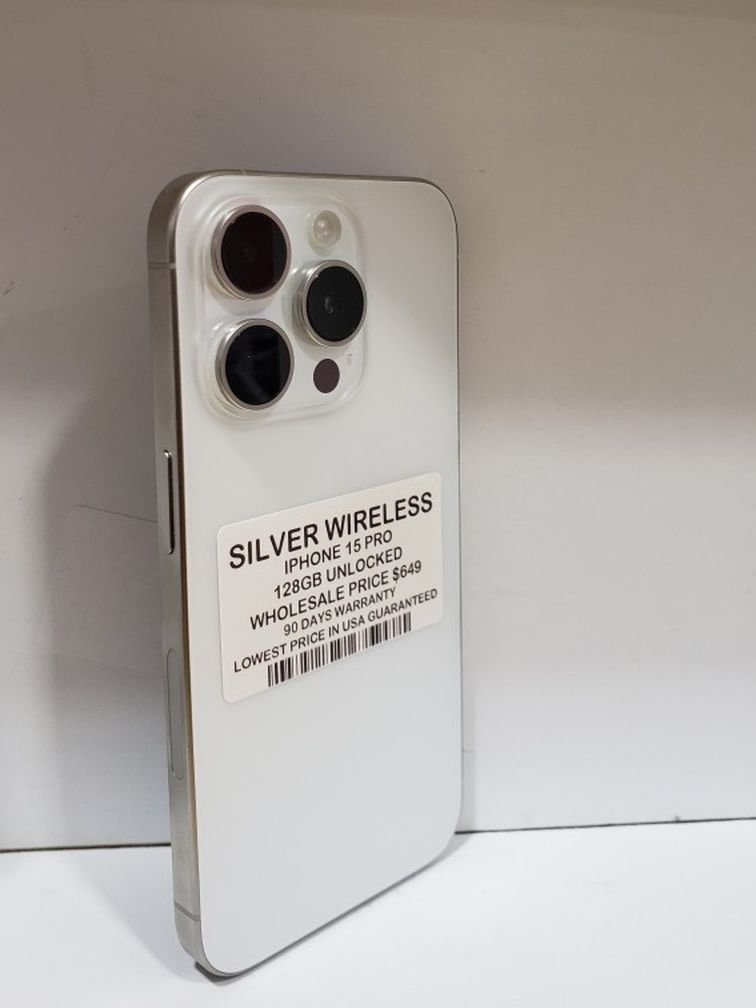 SILVER WIRELESS
IPHONE 15 PRO
128GB UNLOCKED
WHOLESALE PRICE $649
90 DAYS WARRANTY
LOWEST PRICE IN USA GUARANTEED